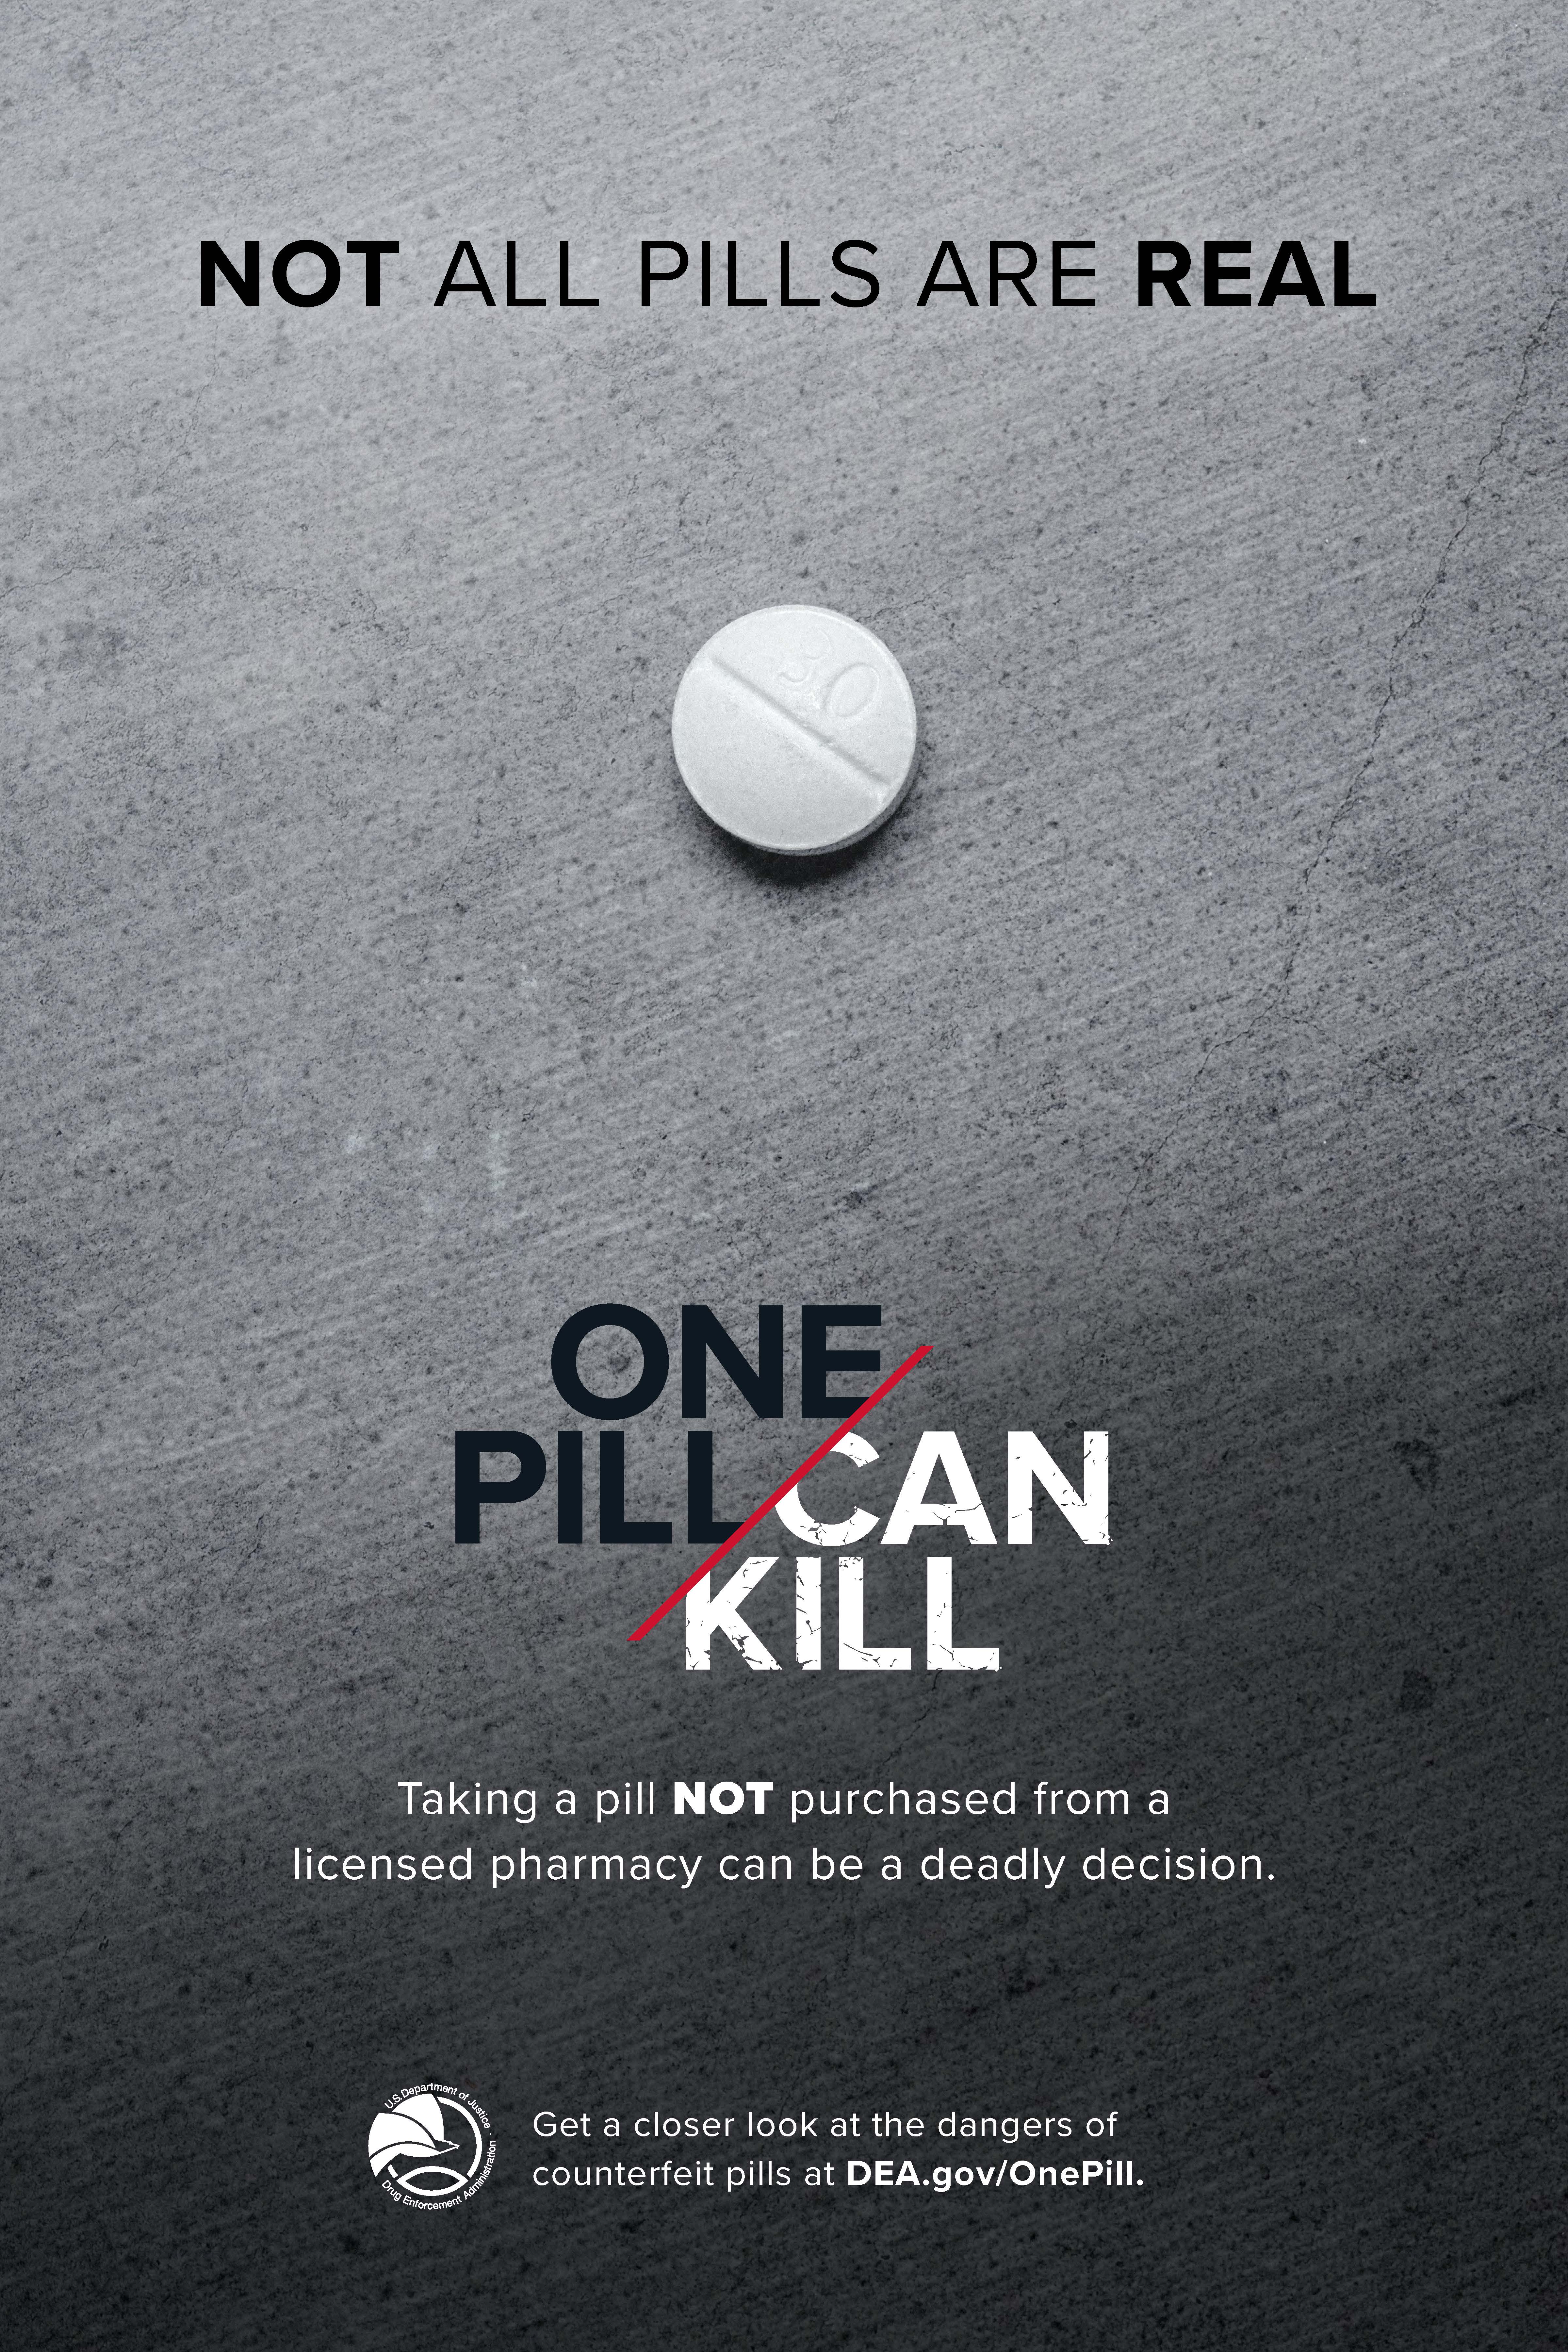 NOT ALL PILLS ARE REAL
30
ONE
PILL CAN
KILL
Taking a pill NOT purchased from a
licensed pharmacy can be a deadly decision.
U.S. Department of Justice ·
Drug Enforcement Administration
Get a closer look at the dangers of
counterfeit pills at DEA.gov/OnePill.